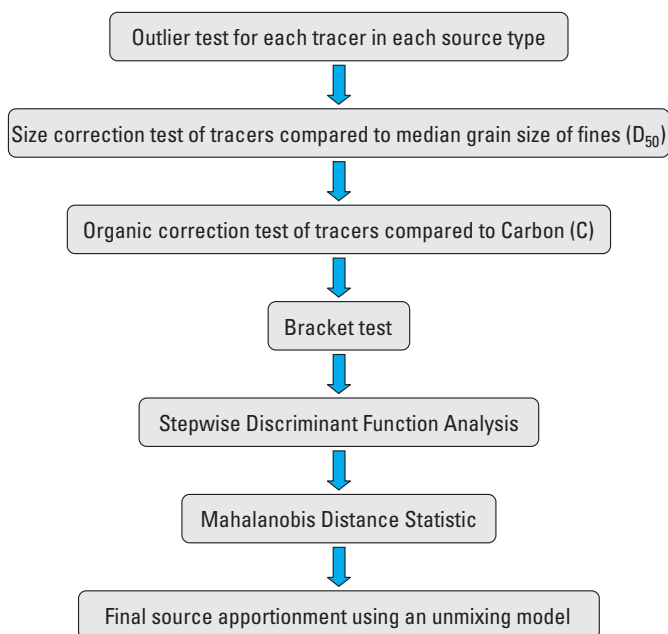 Outlier test for each tracer in each source type
Size correction test of tracers compared to median grain size of fines (D₅₀)
Organic correction test of tracers compared to Carbon (C)
Bracket test
Stepwise Discriminant Function Analysis
Mahalanobis Distance Statistic
Final source apportionment using an unmixing model